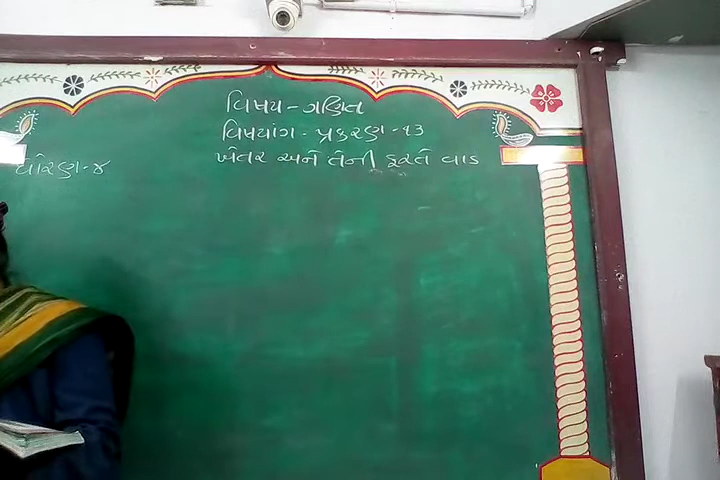 વિષય - ગણિત
વિષયાંગ - પ્રકરણ - ૧૩
ધોરણ - ૪
ખેતર અને તેની ફરતે વાડ